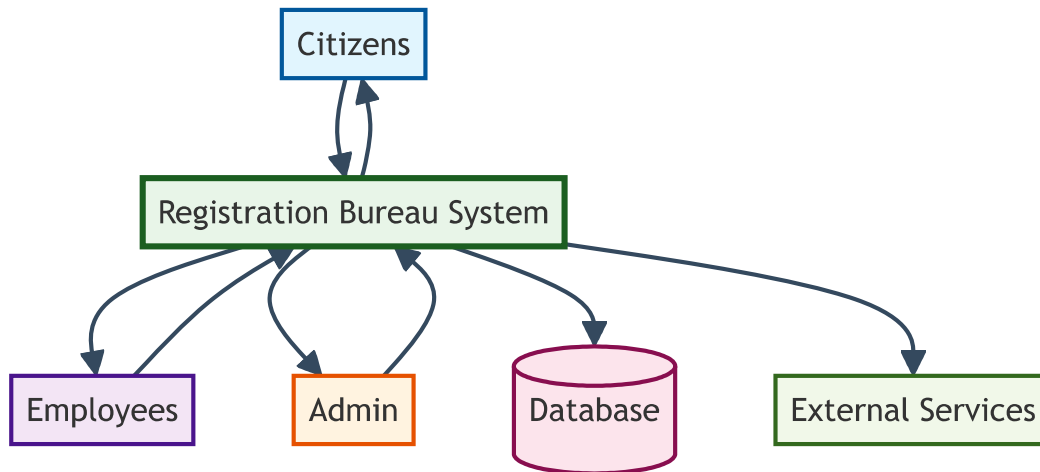 Citizens
Registration Bureau System
Employees
Admin
Database
External Services